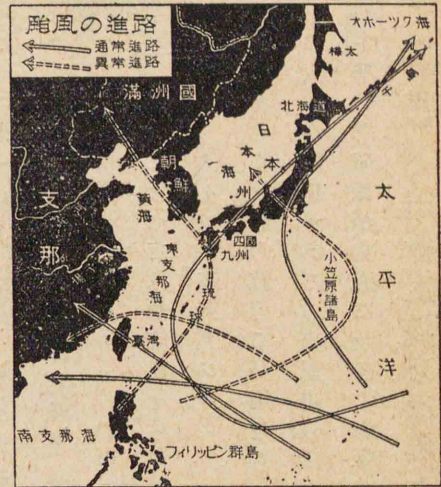 颱風の進路
通常進路
異常進路
オホーツク海
樺太
千島
滿洲國
北海道
日本海
本州
朝鮮
黄海
支那
四國
九州
東支那海
琉球
小笠原諸島
太平洋
臺湾
南支那海
フィリッピン群島